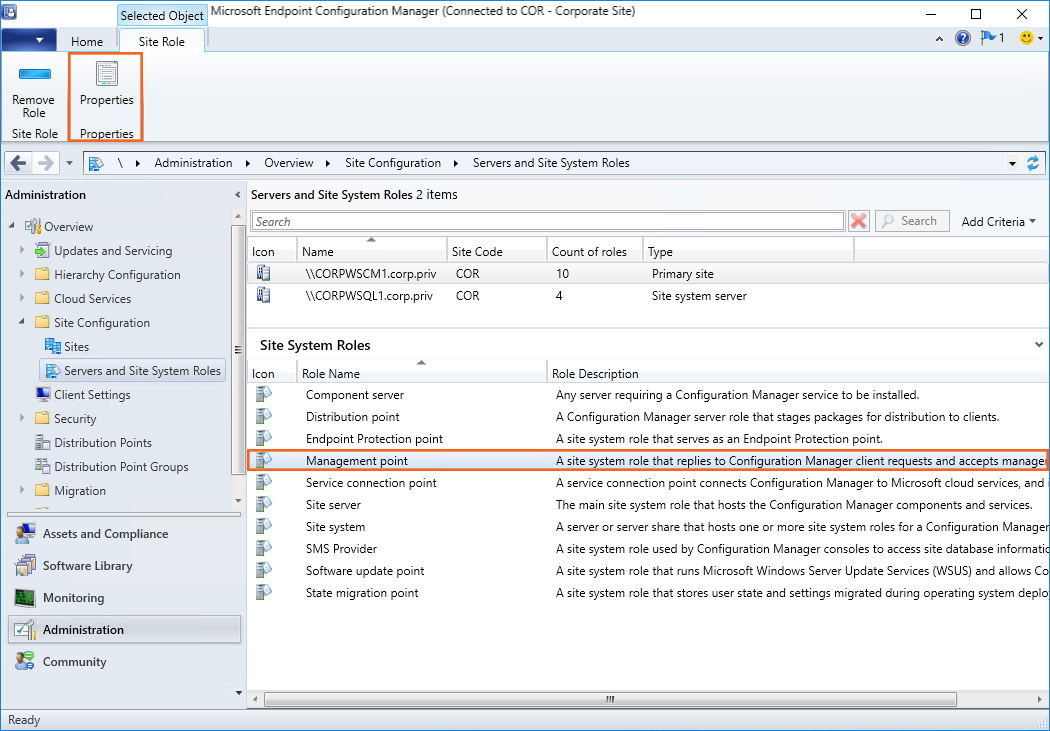 Selected Object
Microsoft Endpoint Configuration Manager (Connected to COR - Corporate Site)
Home
Site Role
1
Remove Role
Properties
Site Role
Properties
\ Administration Overview Site Configuration Servers and Site System Roles
Administration
Overview
Updates and Servicing
Hierarchy Configuration
Cloud Services
Site Configuration
Sites
Servers and Site System Roles
Client Settings
Security
Distribution Points
Distribution Point Groups
Migration
Assets and Compliance
Software Library
Monitoring
Administration
Community
Servers and Site System Roles 2 items
Search
Search
Add Criteria
Icon Name Site Code Count of roles Type
\\CORPWSCM1.corp.priv COR 10 Primary site
\\CORPWSQL1.corp.priv COR 4 Site system server
Site System Roles
Icon Role Name Role Description
Component server Any server requiring a Configuration Manager service to be installed.
Distribution point A Configuration Manager server role that stages packages for distribution to clients.
Endpoint Protection point A site system role that serves as an Endpoint Protection point.
Management point A site system role that replies to Configuration Manager client requests and accepts manager
Service connection point A service connection point connects Configuration Manager to Microsoft cloud services, and i
Site server The main site system role that hosts the Configuration Manager components and services.
Site system A server or server share that hosts one or more site system roles for a Configuration Manager
SMS Provider A site system role used by Configuration Manager consoles to access site database informatio
Software update point A site system role that runs Microsoft Windows Server Update Services (WSUS) and allows Co
State migration point A site system role that stores user state and settings migrated during operating system deplo
Ready